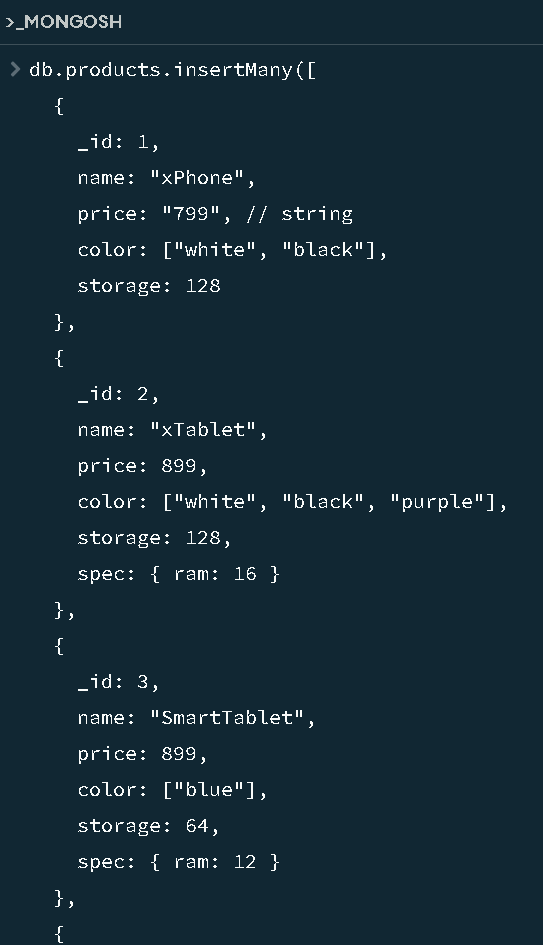 >_MONGOSH
> db.products.insertMany([
{
_id: 1,
name: "xPhone",
price: "799", // string
color: ["white", "black"],
storage: 128
},
{
_id: 2,
name: "xTablet",
price: 899,
color: ["white", "black", "purple"],
storage: 128,
spec: { ram: 16 }
},
{
_id: 3,
name: "SmartTablet",
price: 899,
color: ["blue"],
storage: 64,
spec: { ram: 12 }
},
{